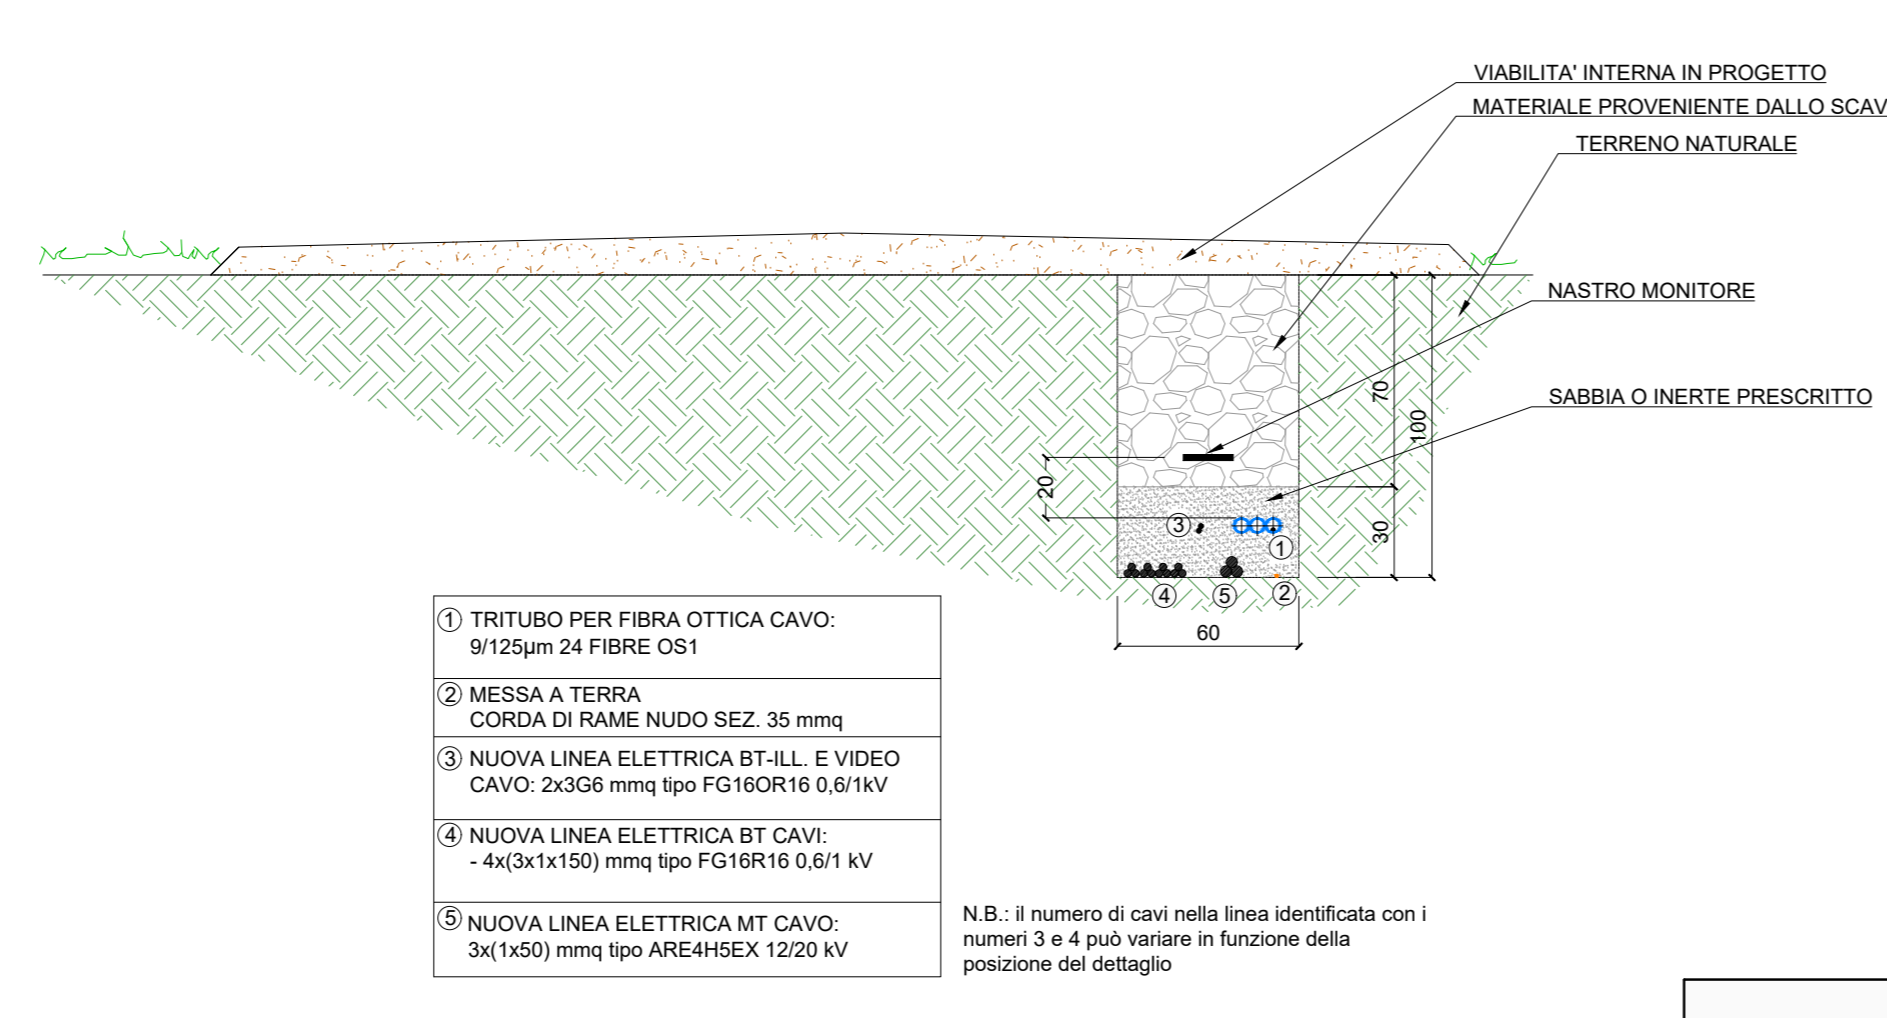 VIABILITA' INTERNA IN PROGETTO
MATERIALE PROVENIENTE DALLO SCAV
TERRENO NATURALE
NASTRO MONITORE
SABBIA O INERTE PRESCRITTO
70
100
20
30
3
1
4
5
2
60
1 TRITUBO PER FIBRA OTTICA CAVO:
9/125µm 24 FIBRE OS1
2 MESSA A TERRA
CORDA DI RAME NUDO SEZ. 35 mmq
3 NUOVA LINEA ELETTRICA BT-ILL. E VIDEO
CAVO: 2x3G6 mmq tipo FG16OR16 0,6/1kV
4 NUOVA LINEA ELETTRICA BT CAVI:
- 4x(3x1x150) mmq tipo FG16R16 0,6/1 kV
5 NUOVA LINEA ELETTRICA MT CAVO:
3x(1x50) mmq tipo ARE4H5EX 12/20 kV
N.B.: il numero di cavi nella linea identificata con i
numeri 3 e 4 può variare in funzione della
posizione del dettaglio